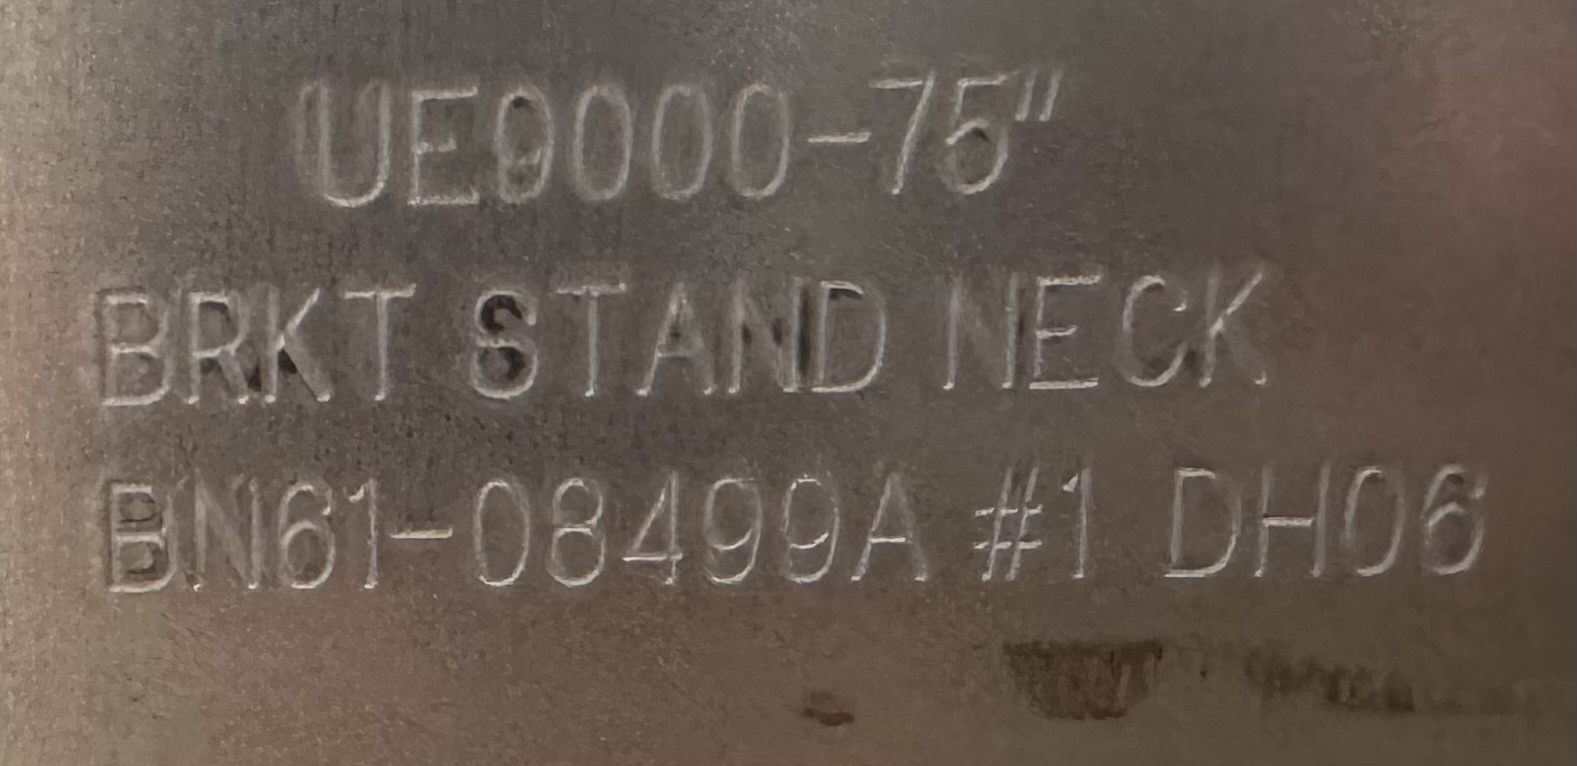 UE9000-75"
BRKT STAND NECK
BN61-08499A #1 DH06